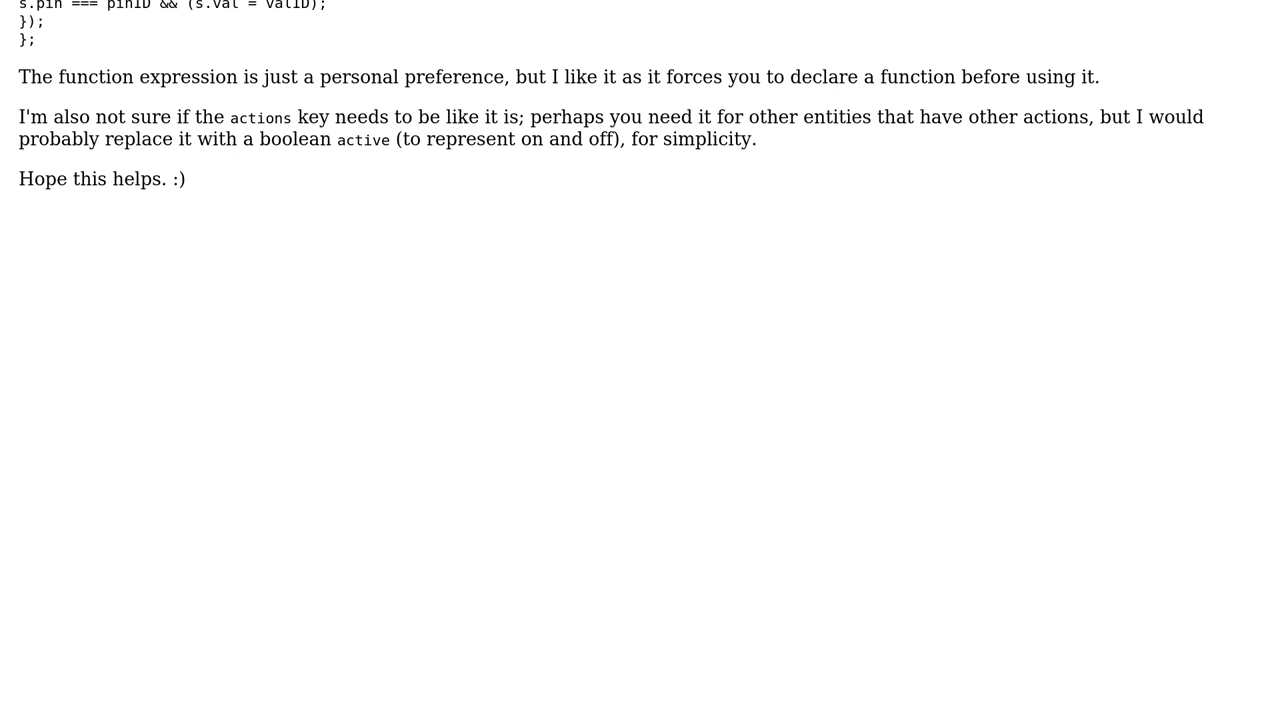 s.pin === pinID && (s.val = valID);
});
};
The function expression is just a personal preference, but I like it as it forces you to declare a function before using it.
I'm also not sure if the actions key needs to be like it is; perhaps you need it for other entities that have other actions, but I would
probably replace it with a boolean active (to represent on and off), for simplicity.
Hope this helps. :)